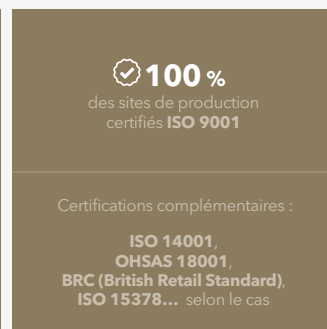 100 %
des sites de production
certifiés ISO 9001
Certifications complémentaires :
ISO 14001,
OHSAS 18001,
BRC (British Retail Standard),
ISO 15378... selon le cas